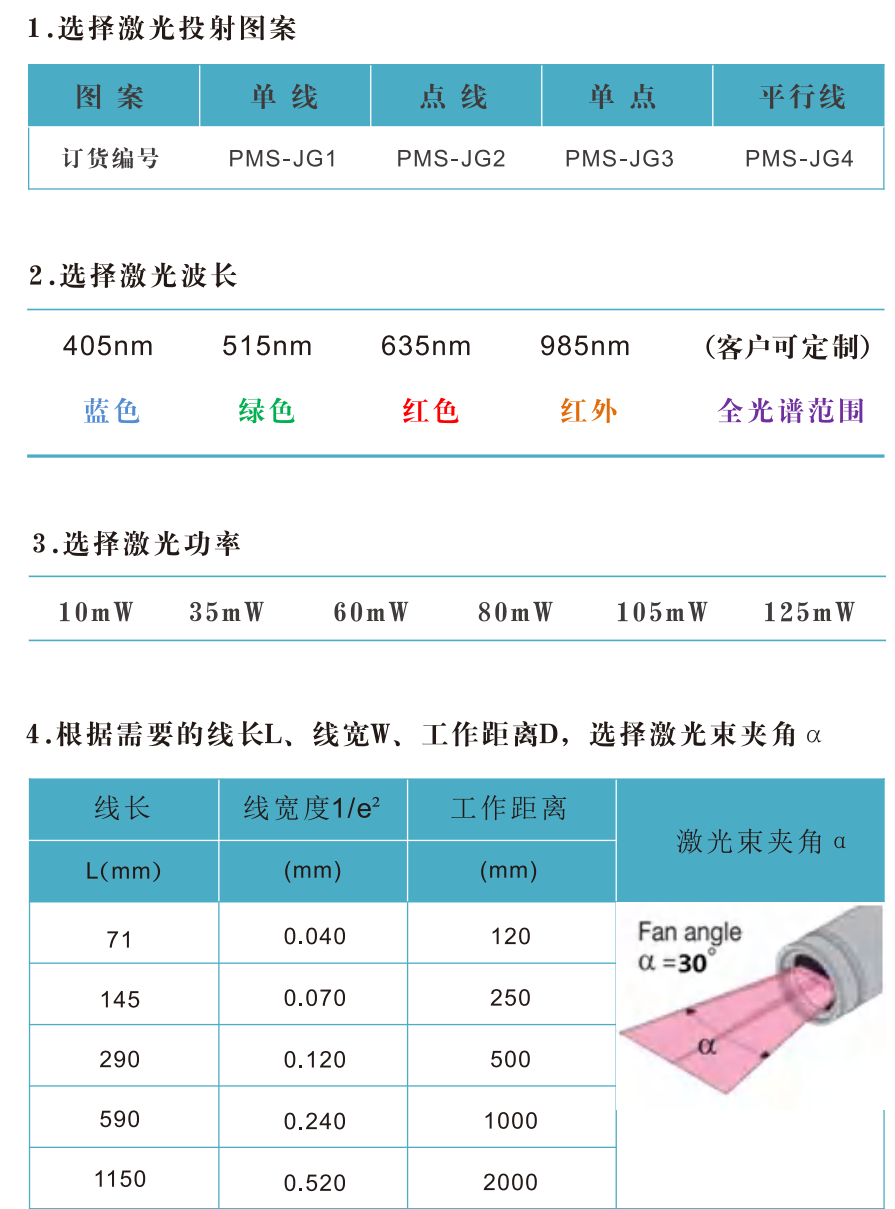 1.选择激光投射图案
图案 单线 点线 单点 平行线
订货编号 PMS-JG1 PMS-JG2 PMS-JG3 PMS-JG4
2.选择激光波长
405nm 515nm 635nm 985nm (客户可定制)
蓝色 绿色 红色 红外 全光谱范围
3.选择激光功率
10mW 35mW 60mW 80mW 105mW 125mW
4.根据需要的线长L、线宽W、工作距离D，选择激光束夹角α
线长 线宽度1/e² 工作距离 激光束夹角α
L(mm) (mm) (mm)
71 0.040 120
145 0.070 250
290 0.120 500
590 0.240 1000
1150 0.520 2000
Fan angle
α=30°
α